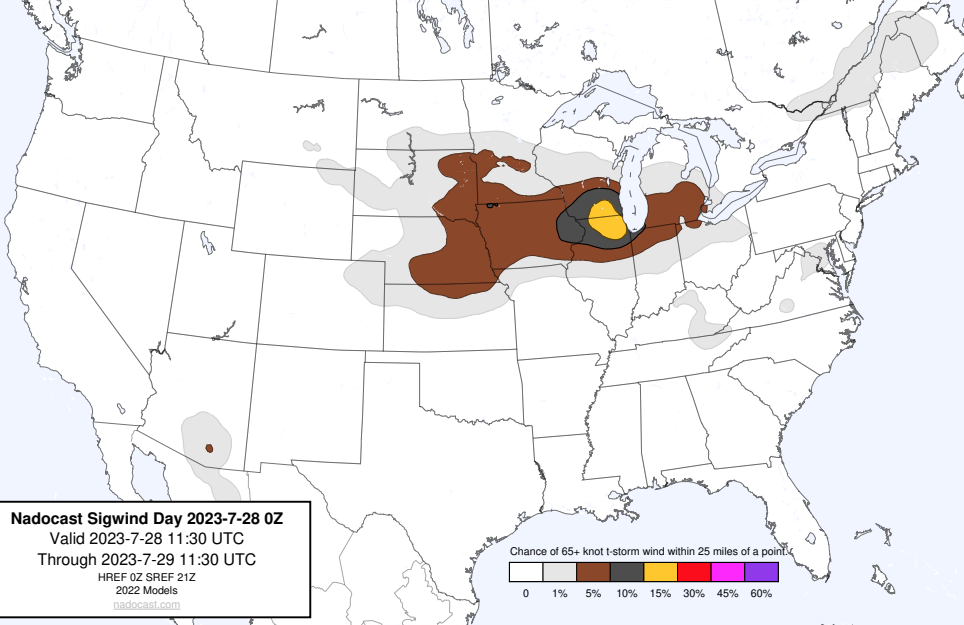 Nadocast Sigwind Day 2023-7-28 0Z
Valid 2023-7-28 11:30 UTC
Through 2023-7-29 11:30 UTC
HREF 0Z SREF 21Z
2022 Models
nadocast.com
Chance of 65+ knot t-storm wind within 25 miles of a point.
0 1% 5% 10% 15% 30% 45% 60%